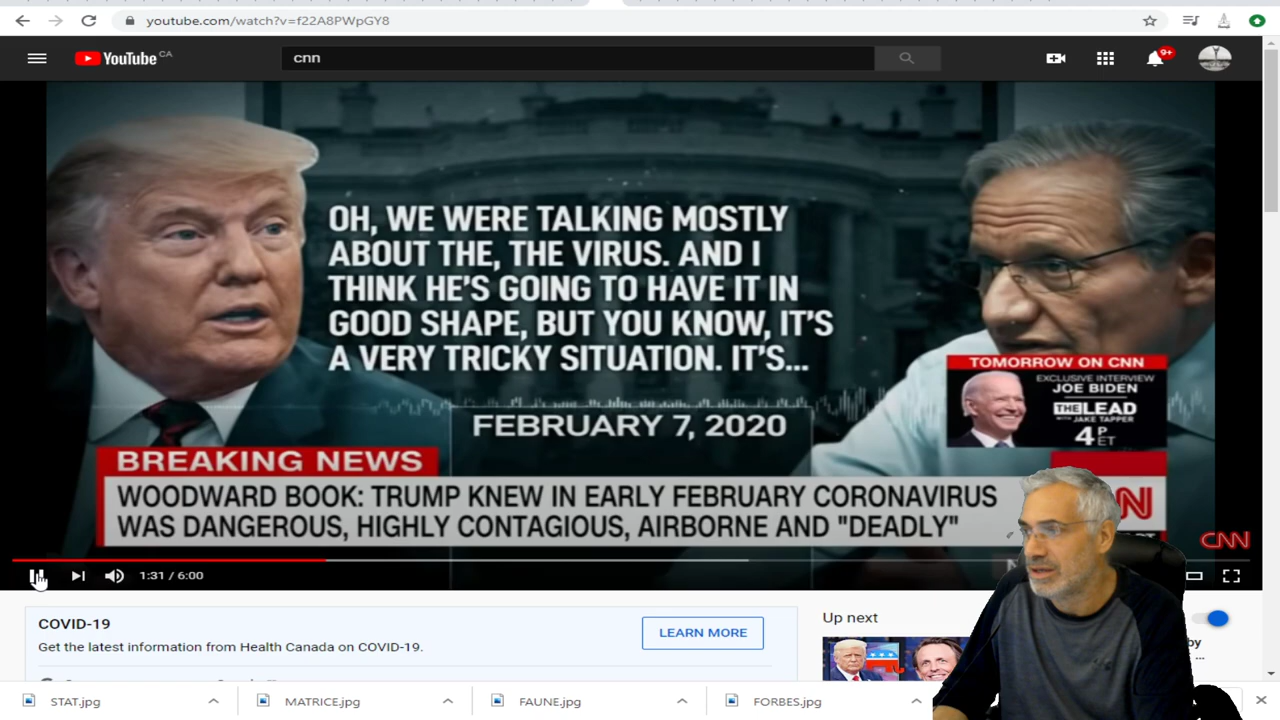 youtube.com/watch?v=f22A8PWpGY8
YouTube CA
cnn
9+
OH, WE WERE TALKING MOSTLY
ABOUT THE, THE VIRUS. AND I
THINK HE'S GOING TO HAVE IT IN
GOOD SHAPE, BUT YOU KNOW, IT'S
A VERY TRICKY SITUATION. IT'S...
FEBRUARY 7, 2020
TOMORROW ON CNN
EXCLUSIVE INTERVIEW
JOE BIDEN
THE LEAD
WITH JAKE TAPPER
4 P ET
BREAKING NEWS
WOODWARD BOOK: TRUMP KNEW IN EARLY FEBRUARY CORONAVIRUS
WAS DANGEROUS, HIGHLY CONTAGIOUS, AIRBORNE AND "DEADLY"
CNN
1:31 / 6:00
COVID-19
Get the latest information from Health Canada on COVID-19.
LEARN MORE
Up next
by
...
STAT.jpg
MATRICE.jpg
FAUNE.jpg
FORBES.jpg